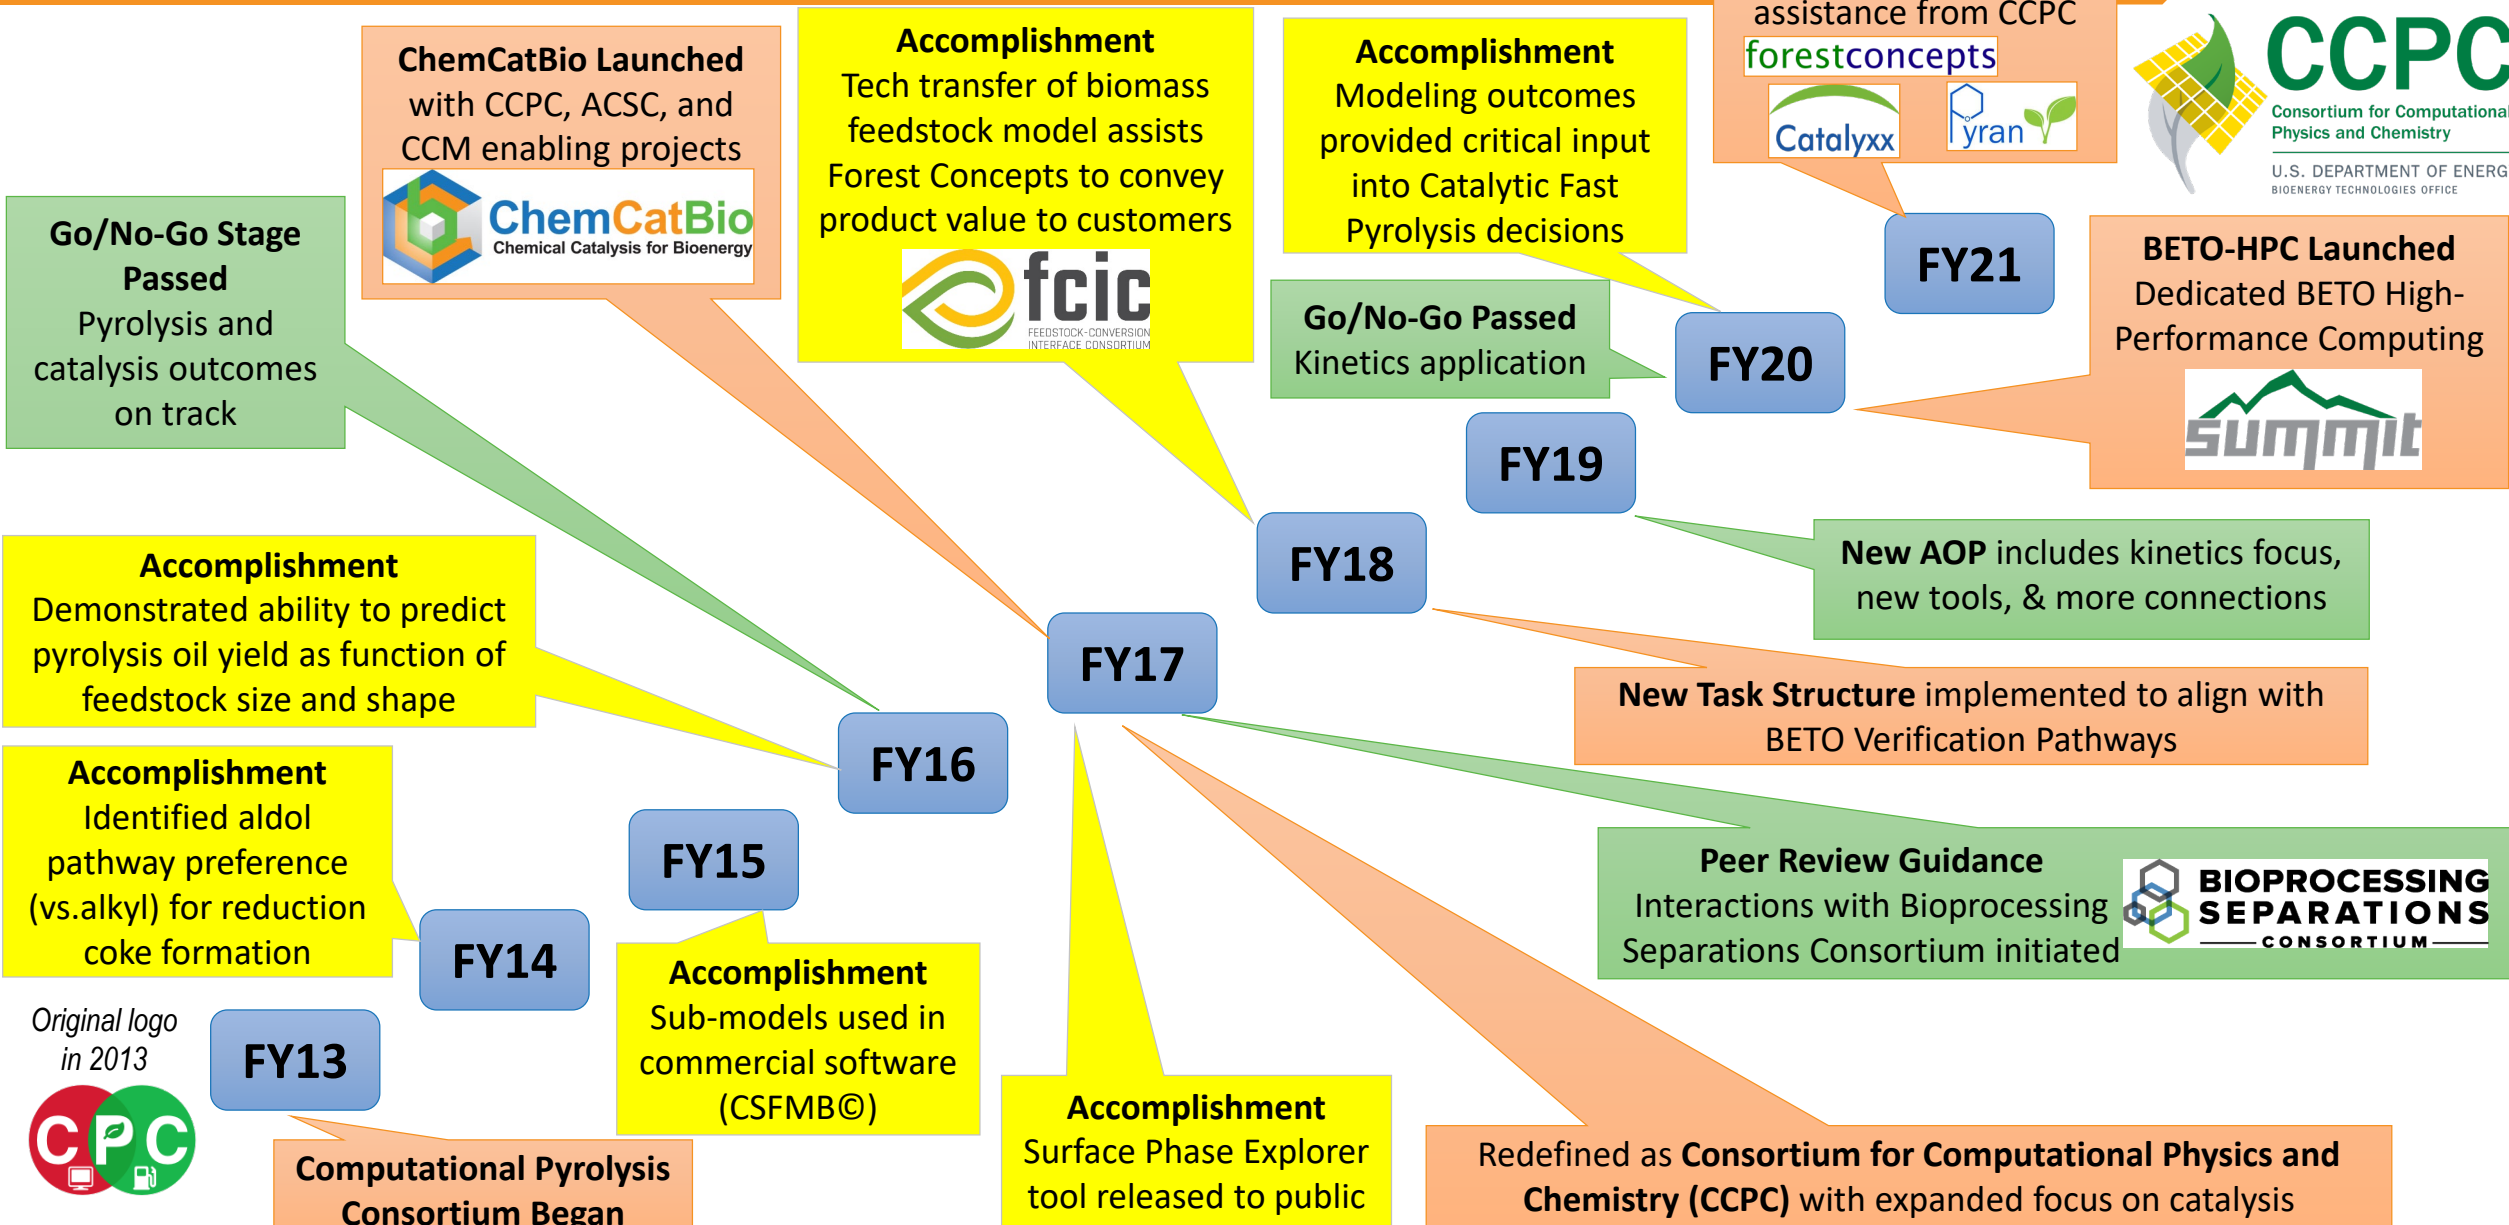 assistance from CCPC
forestconcepts
Catalyxx
Pyran
CCPC
Consortium for Computational
Physics and Chemistry
U.S. DEPARTMENT OF ENERG
BIOENERGY TECHNOLOGIES OFFICE
ChemCatBio Launched
with CCPC, ACSC, and
CCM enabling projects
ChemCatBio
Chemical Catalysis for Bioenergy
Accomplishment
Tech transfer of biomass
feedstock model assists
Forest Concepts to convey
product value to customers
fcic
FEEDSTOCK-CONVERSION
INTERFACE CONSORTIUM
Accomplishment
Modeling outcomes
provided critical input
into Catalytic Fast
Pyrolysis decisions
Go/No-Go Stage
Passed
Pyrolysis and
catalysis outcomes
on track
FY21
BETO-HPC Launched
Dedicated BETO High-
Performance Computing
summit
Go/No-Go Passed
Kinetics application
FY20
FY19
New AOP includes kinetics focus,
new tools, & more connections
FY18
Accomplishment
Demonstrated ability to predict
pyrolysis oil yield as function of
feedstock size and shape
FY17
New Task Structure implemented to align with
BETO Verification Pathways
FY16
Accomplishment
Identified aldol
pathway preference
(vs.alkyl) for reduction
coke formation
FY15
Peer Review Guidance
Interactions with Bioprocessing
Separations Consortium initiated
BIOPROCESSING
SEPARATIONS
CONSORTIUM
FY14
Accomplishment
Sub-models used in
commercial software
(CSFMB©)
Original logo
in 2013
CPC
FY13
Accomplishment
Surface Phase Explorer
tool released to public
Computational Pyrolysis
Consortium Began
Redefined as Consortium for Computational Physics and
Chemistry (CCPC) with expanded focus on catalysis